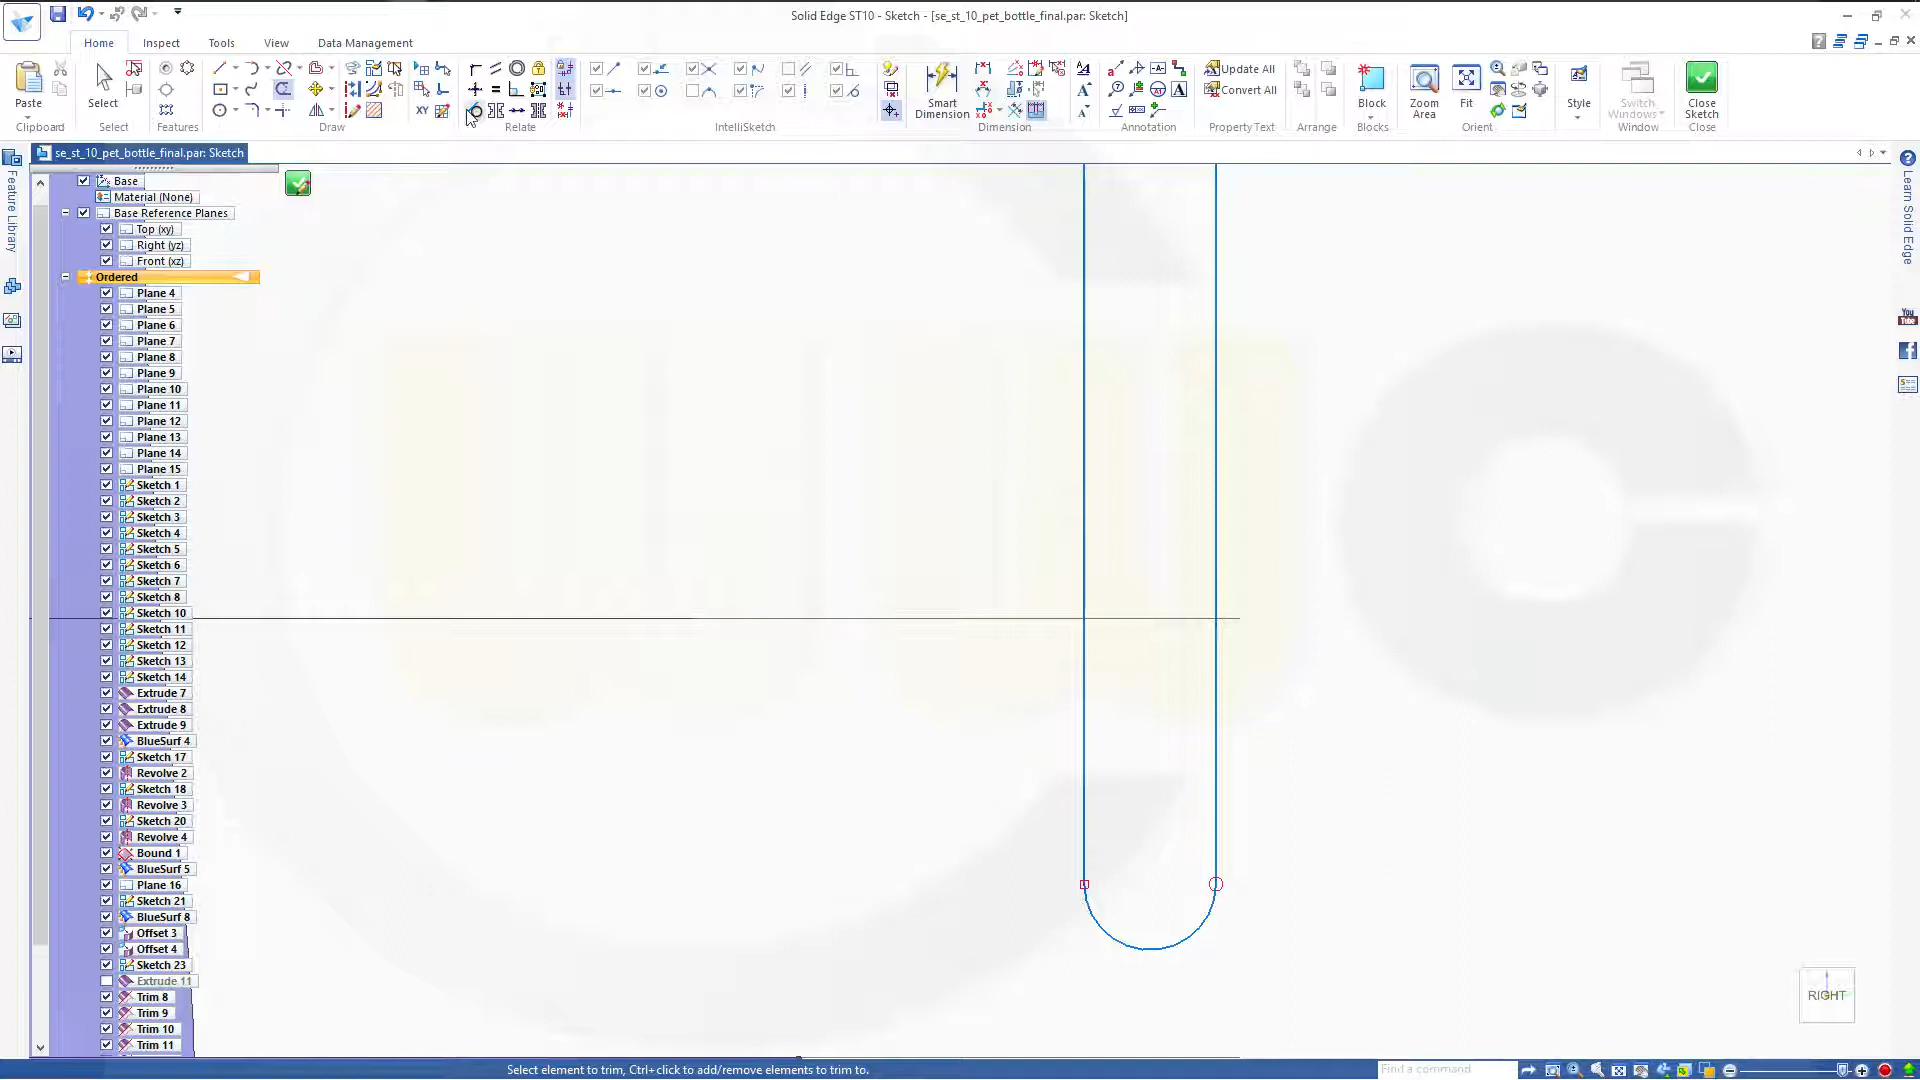 Solid Edge ST10 - Sketch - [se_st_10_pet_bottle_final.par: Sketch]
Home
Inspect
Tools
View
Data Management
Paste
Clipboard
Select
Select
Features
Draw
XY
Relate
IntelliSketch
Smart
Dimension
Dimension
Annotation
Update All
Convert All
PropertyText
Arrange
Block
Blocks
Zoom
Area
Fit
Orient
Style
Switch
Windows
Window
Close
Sketch
Close
se_st_10_pet_bottle_final.par: Sketch
Feature Library
Learn Solid Edge
You
Tube
Base
Material (None)
Base Reference Planes
Top (xy)
Right (yz)
Front (xz)
Ordered
Plane 4
Plane 5
Plane 6
Plane 7
Plane 8
Plane 9
Plane 10
Plane 11
Plane 12
Plane 13
Plane 14
Plane 15
Sketch 1
Sketch 2
Sketch 3
Sketch 4
Sketch 5
Sketch 6
Sketch 7
Sketch 8
Sketch 10
Sketch 11
Sketch 12
Sketch 13
Sketch 14
Extrude 7
Extrude 8
Extrude 9
BlueSurf 4
Sketch 17
Revolve 2
Sketch 18
Revolve 3
Sketch 20
Revolve 4
Bound 1
BlueSurf 5
Plane 16
Sketch 21
BlueSurf 8
Offset 3
Offset 4
Sketch 23
Extrude 11
Trim 8
Trim 9
Trim 10
Trim 11
RIGHT
Select element to trim, Ctrl+click to add/remove elements to trim to.
Find a command